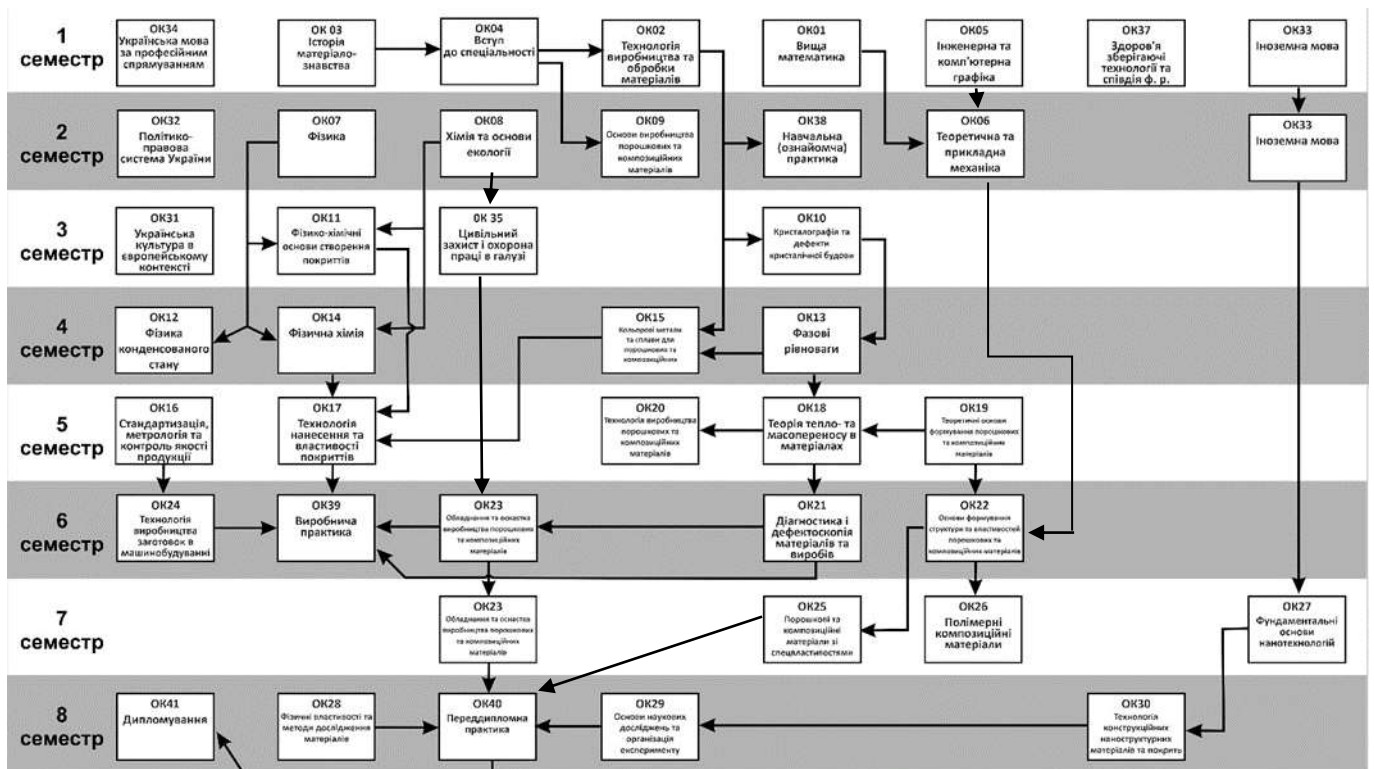 1
семестр
ОК34
Українська мова
за професійним
спрямуванням
ОК 03
Історія
матеріало-
знавства
ОК04
Вступ
до спеціальності
ОК02
Технологія
виробництва та
обробки
матеріалів
ОК01
Вища
математика
ОК05
Інженерна та
комп'ютерна
графіка
ОК37
Здоров'я
зберігаючі
технології та
співдія ф. р.
ОК33
Іноземна мова
2
семестр
ОК32
Політико-
правова
система України
ОК07
Фізика
ОК08
Хімія та основи
екології
ОК09
Основи виробництва
порошкових та
композиційних
матеріалів
ОК38
Навчальна
(ознайомча)
практика
ОК06
Теоретична та
прикладна
механіка
ОК33
Іноземна мова
3
семестр
ОК31
Українська
культура в
європейському
контексті
ОК11
Фізико-хімічні
основи створення
покриттів
ОК 35
Цивільний
захист і охорона
праці в галузі
ОК10
Кристалографія та
дефекти
кристалічної будови
4
семестр
ОК12
Фізика
конденсованого
стану
ОК14
Фізична хімія
ОК15
Кольорові метали
та сплави для
порошкових та
композиційних
ОК13
Фазові
рівноваги
5
семестр
ОК16
Стандартизація,
метрологія та
контроль якості
продукції
ОК17
Технологія
нанесення та
властивості
покриттів
ОК20
Технологія виробництва
порошкових та
композиційних
матеріалів
ОК18
Теорія тепло- та
масопереносу в
матеріалах
ОК19
Теоретичні основи
формування порошкових
та композиційних
матеріалів
6
семестр
ОК24
Технологія
виробництва
заготовок в
машинобудуванні
ОК39
Виробнича
практика
ОК23
Обладнання та оснастка
виробництва порошкових
та композиційних
матеріалів
ОК21
Діагностика і
дефектоскопія
матеріалів та
виробів
ОК22
Основи формування
структури та властивостей
порошкових та
композиційних матеріалів
7
семестр
ОК23
Обладнання та оснастка
виробництва порошкових
та композиційних
матеріалів
ОК25
Порошкові та
композиційні
матеріали зі
спецвластивостями
ОК26
Полімерні
композиційні
матеріали
ОК27
Фундаментальні
основи
нанотехнологій
8
семестр
ОК41
Дипломування
ОК28
Фізичні властивості та
методи дослідження
матеріалів
ОК40
Переддипломна
практика
ОК29
Основи наукових
досліджень та
організація
експерименту
ОК30
Технологія
конструкційних
наноструктурних
матеріалів та покрить